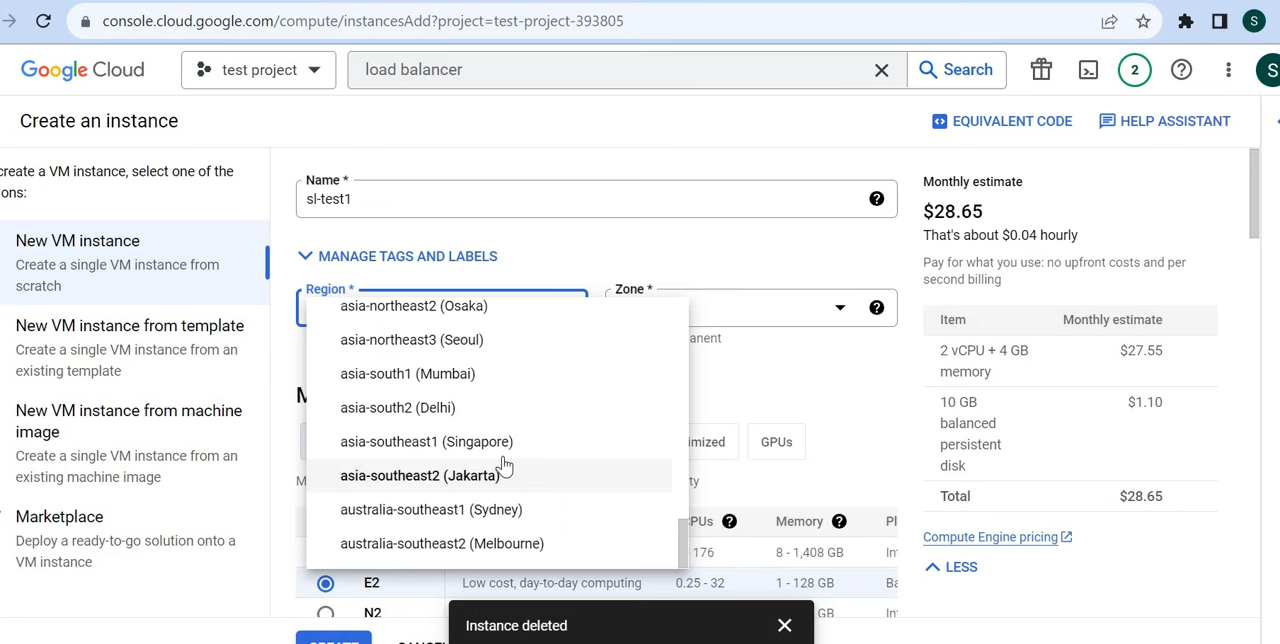 console.cloud.google.com/compute/instancesAdd?project=test-project-393805
S
Google Cloud
test project
load balancer
Search
2
S
Create an instance
EQUIVALENT CODE
HELP ASSISTANT
create a VM instance, select one of the
ons:
New VM instance
Create a single VM instance from
scratch
New VM instance from template
Create a single VM instance from an
existing template
New VM instance from machine
image
Create a single VM instance from an
existing machine image
Marketplace
Deploy a ready-to-go solution onto a
VM instance
Name *
sl-test1
MANAGE TAGS AND LABELS
Region *
Zone *
anent
asia-northeast2 (Osaka)
asia-northeast3 (Seoul)
asia-south1 (Mumbai)
asia-south2 (Delhi)
asia-southeast1 (Singapore)
asia-southeast2 (Jakarta)
australia-southeast1 (Sydney)
australia-southeast2 (Melbourne)
M
imized
GPUs
M
ty
PUs
Memory
Pl
176
8 - 1,408 GB
In
E2
Low cost, day-to-day computing
0.25 - 32
1 - 128 GB
Ba
N2
GB
In
CREATE
CANCEL
Instance deleted
Monthly estimate
$28.65
That's about $0.04 hourly
Pay for what you use: no upfront costs and per
second billing
Item
Monthly estimate
2 vCPU + 4 GB
memory
$27.55
10 GB
balanced
persistent
disk
$1.10
Total
$28.65
Compute Engine pricing
LESS